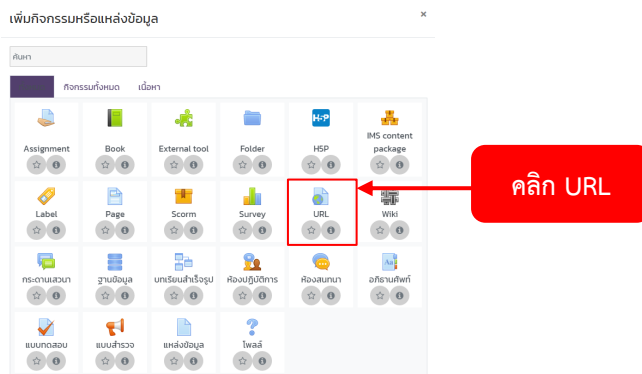 เพิ่มกิจกรรมหรือแหล่งข้อมูล ×
ค้นหา
กิจกรรมทั้งหมด เนื้อหา
Assignment Book External tool Folder H5P IMS content package
คลิก URL
Label Page Scorm Survey URL Wiki
กระดานเสวนา ฐานข้อมูล บทเรียนสำเร็จรูป ห้องปฏิบัติการ ห้องสนทนา อภิธานศัพท์
แบบทดสอบ แบบสำรวจ แหล่งข้อมูล โพลล์